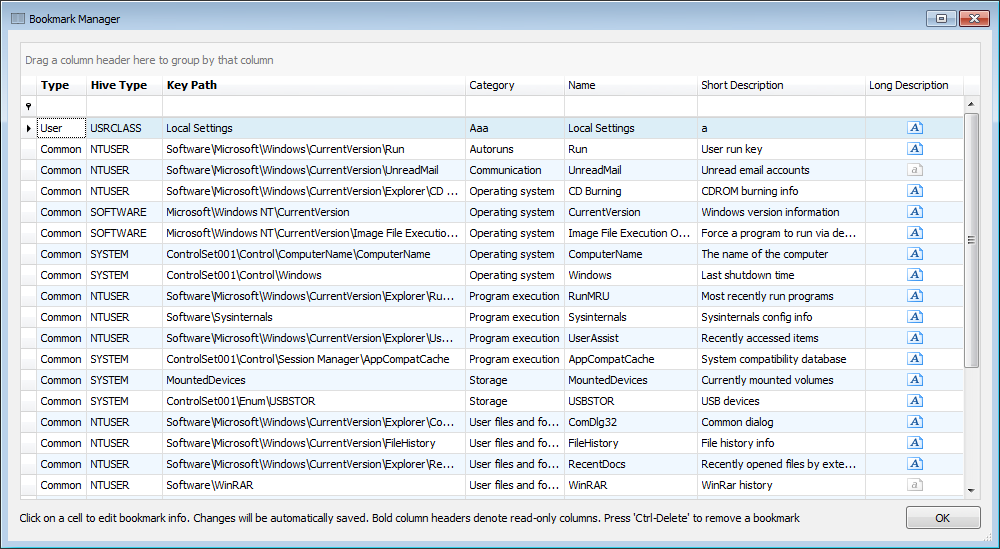 Bookmark Manager
Drag a column header here to group by that column
Type Hive Type Key Path Category Name Short Description Long Description
User USRCLASS Local Settings Aaa Local Settings a A
Common NTUSER Software\Microsoft\Windows\CurrentVersion\Run Autoruns Run User run key A
Common NTUSER Software\Microsoft\Windows\CurrentVersion\UnreadMail Communication UnreadMail Unread email accounts a
Common NTUSER Software\Microsoft\Windows\CurrentVersion\Explorer\CD ... Operating system CD Burning CDROM burning info A
Common SOFTWARE Microsoft\Windows NT\CurrentVersion Operating system CurrentVersion Windows version information A
Common SOFTWARE Microsoft\Windows NT\CurrentVersion\Image File Executio... Operating system Image File Execution O... Force a program to run via de... A
Common SYSTEM ControlSet001\Control\ComputerName\ComputerName Operating system ComputerName The name of the computer A
Common SYSTEM ControlSet001\Control\Windows Operating system Windows Last shutdown time A
Common NTUSER Software\Microsoft\Windows\CurrentVersion\Explorer\Ru... Program execution RunMRU Most recently run programs A
Common NTUSER Software\Sysinternals Program execution Sysinternals Sysinternals config info A
Common NTUSER Software\Microsoft\Windows\CurrentVersion\Explorer\Us... Program execution UserAssist Recently accessed items A
Common SYSTEM ControlSet001\Control\Session Manager\AppCompatCache Program execution AppCompatCache System compatibility database A
Common SYSTEM MountedDevices Storage MountedDevices Currently mounted volumes A
Common SYSTEM ControlSet001\Enum\USBSTOR Storage USBSTOR USB devices A
Common NTUSER Software\Microsoft\Windows\CurrentVersion\Explorer\Co... User files and fo... ComDlg32 Common dialog A
Common NTUSER Software\Microsoft\Windows\CurrentVersion\FileHistory User files and fo... FileHistory File history info A
Common NTUSER Software\Microsoft\Windows\CurrentVersion\Explorer\Re... User files and fo... RecentDocs Recently opened files by exte... A
Common NTUSER Software\WinRAR User files and fo... WinRAR WinRar history a
Click on a cell to edit bookmark info. Changes will be automatically saved. Bold column headers denote read-only columns. Press 'Ctrl-Delete' to remove a bookmark OK